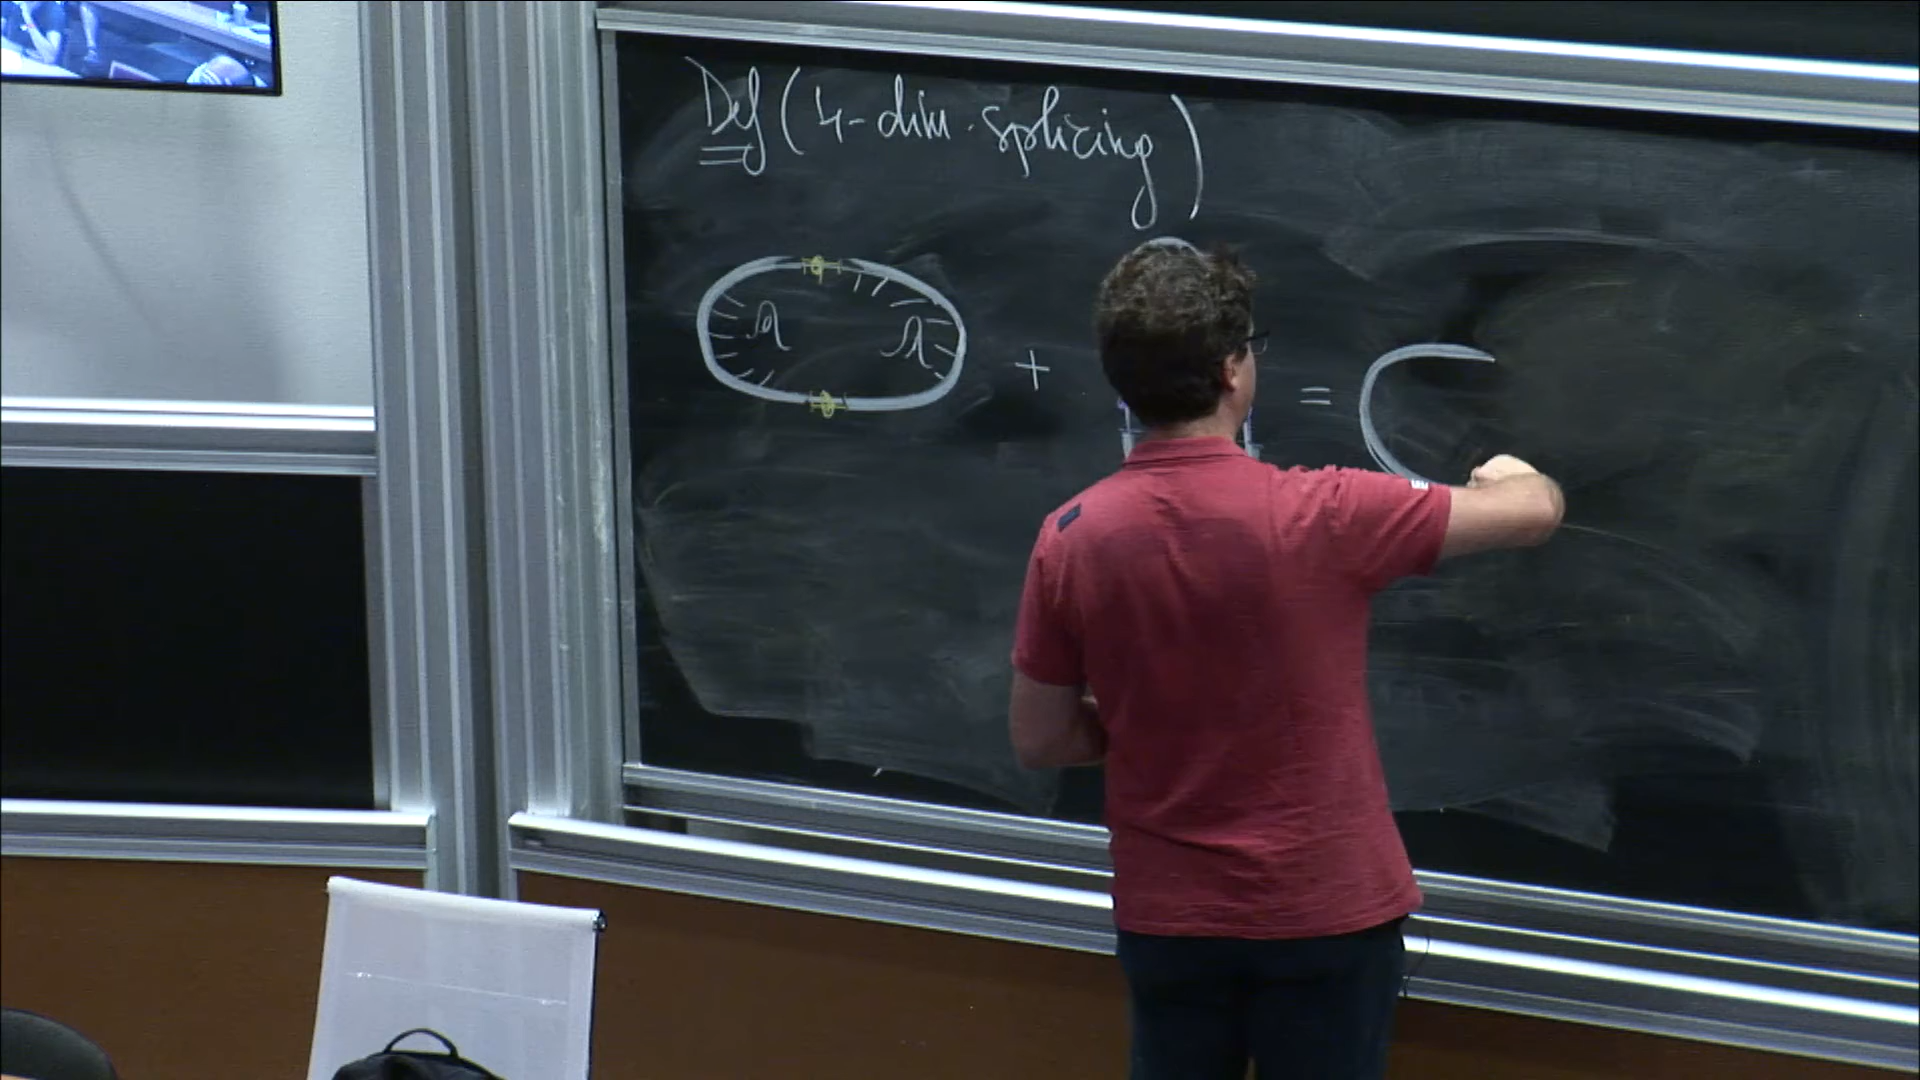 Def (4-dim. splicing)
+ =